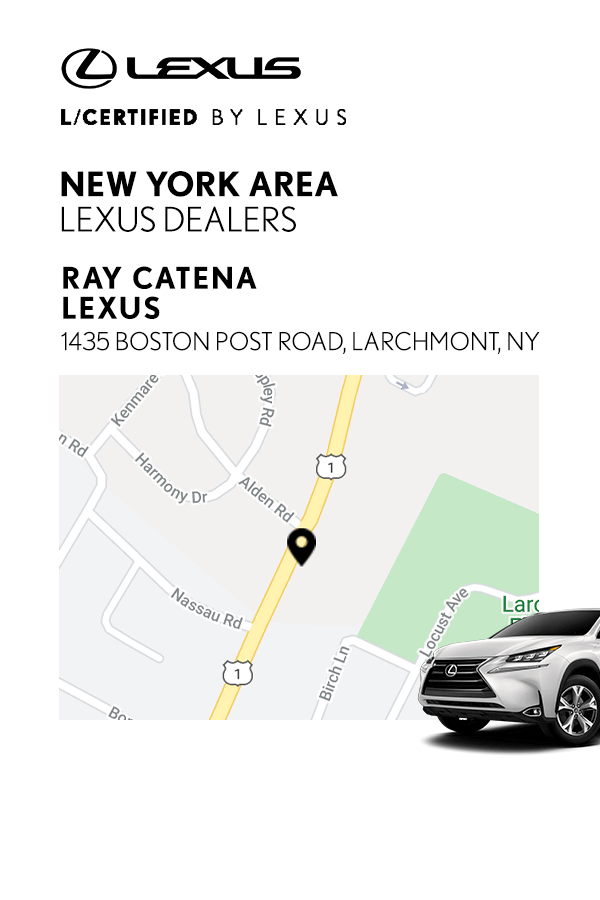 LEXUS
L/CERTIFIED BY LEXUS
NEW YORK AREA
LEXUS DEALERS
RAY CATENA
LEXUS
1435 BOSTON POST ROAD, LARCHMONT, NY
Kenmare
pley Rd
n Rd
Harmony Dr
1
Alden Rd
Nassau Rd
Locust Ave
Larc
Birch Ln
1
Bo